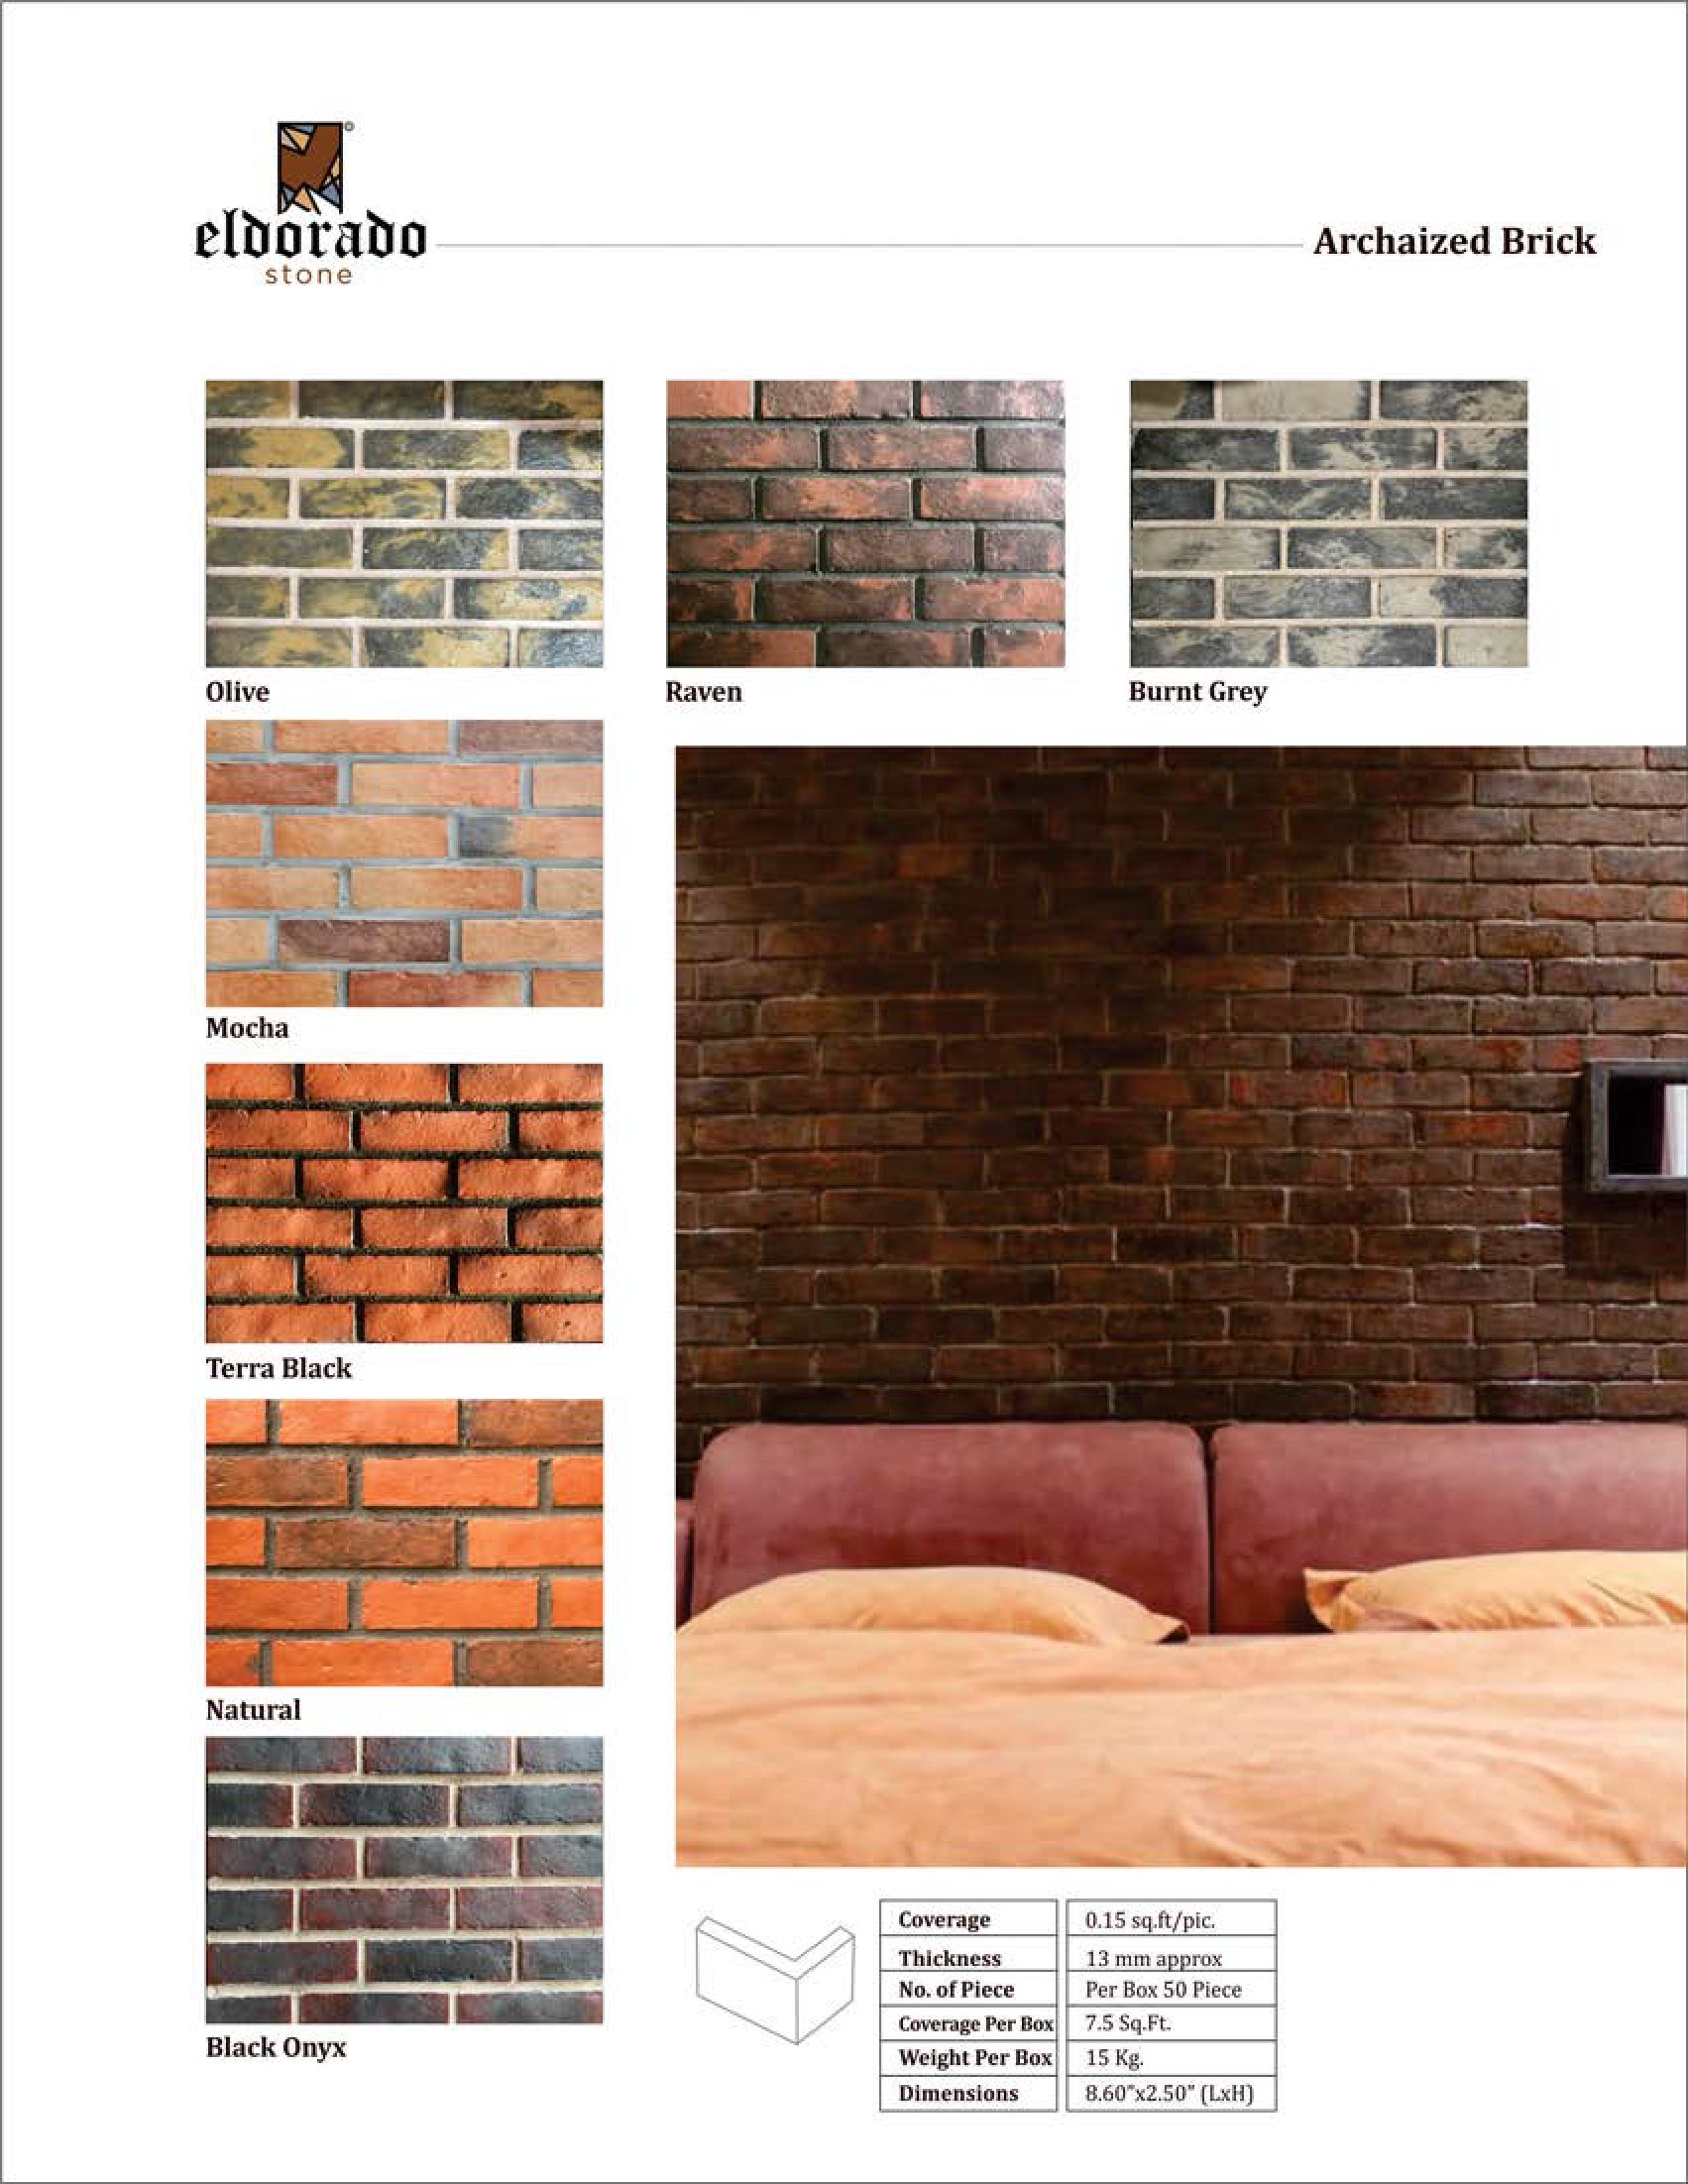 eldorado
stone
Archaized Brick
Olive
Raven
Burnt Grey
Mocha
Terra Black
Natural
Black Onyx
Coverage 0.15 sq.ft/pic.
Thickness 13 mm approx
No. of Piece Per Box 50 Piece
Coverage Per Box 7.5 Sq.Ft.
Weight Per Box 15 Kg.
Dimensions 8.60”x2.50” (LxH)